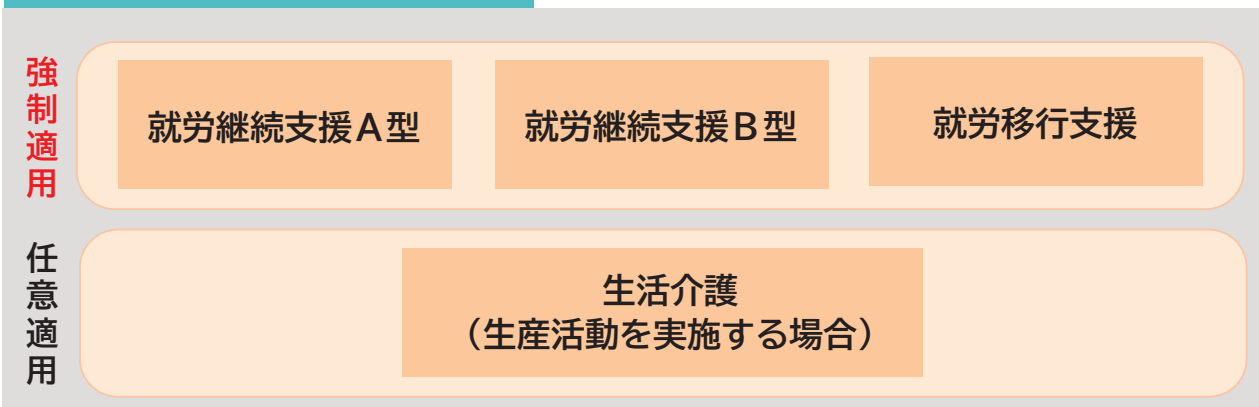 強制適用
就労継続支援A型
就労継続支援B型
就労移行支援
任意適用
生活介護
（生産活動を実施する場合）